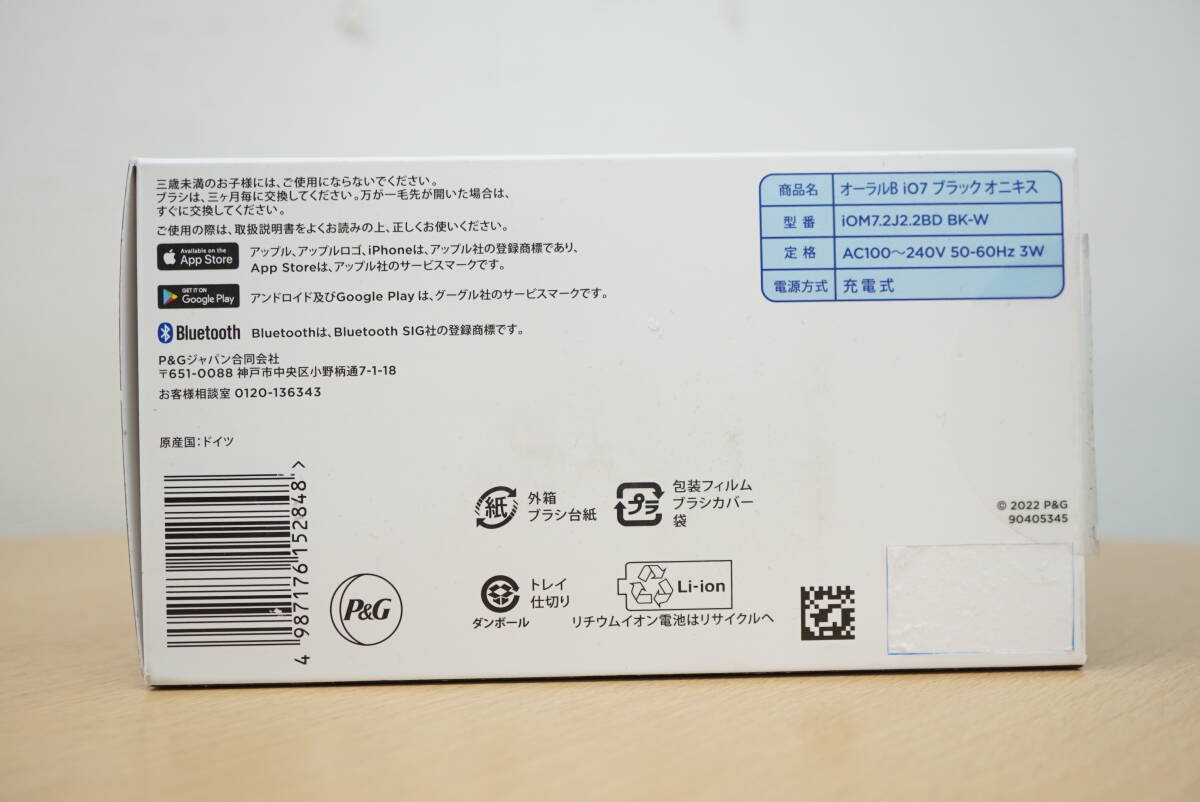 三歳未満のお子様には、ご使用にならないでください。
ブラシは、三ヶ月毎に交換してください。万が一毛先が開いた場合は、
すぐに交換してください。
ご使用の際は、取扱説明書をよくお読みの上、正しくお使いください。
Available on the
App Store
アップル、アップルロゴ、iPhoneは、アップル社の登録商標であり、
App Storeは、アップル社のサービスマークです。
GET IT ON
Google Play
アンドロイド及びGoogle Play は、グーグル社のサービスマークです。
Bluetooth
Bluetoothは、Bluetooth SIG社の登録商標です。
P&Gジャパン合同会社
〒651-0088 神戸市中央区小野柄通7-1-18
お客様相談室 0120-136343
原産国：ドイツ
商品名 オーラルB iO7 ブラック オニキス
型番 iOM7.2J2.2BD BK-W
定格 AC100〜240V 50-60Hz 3W
電源方式 充電式
4 987176 152848 >
P&G
紙
外箱
ブラシ台紙
プラ
包装フィルム
ブラシカバー
袋
ダンボール
トレイ
仕切り
Li-ion
リチウムイオン電池はリサイクルへ
© 2022 P&G
90405345